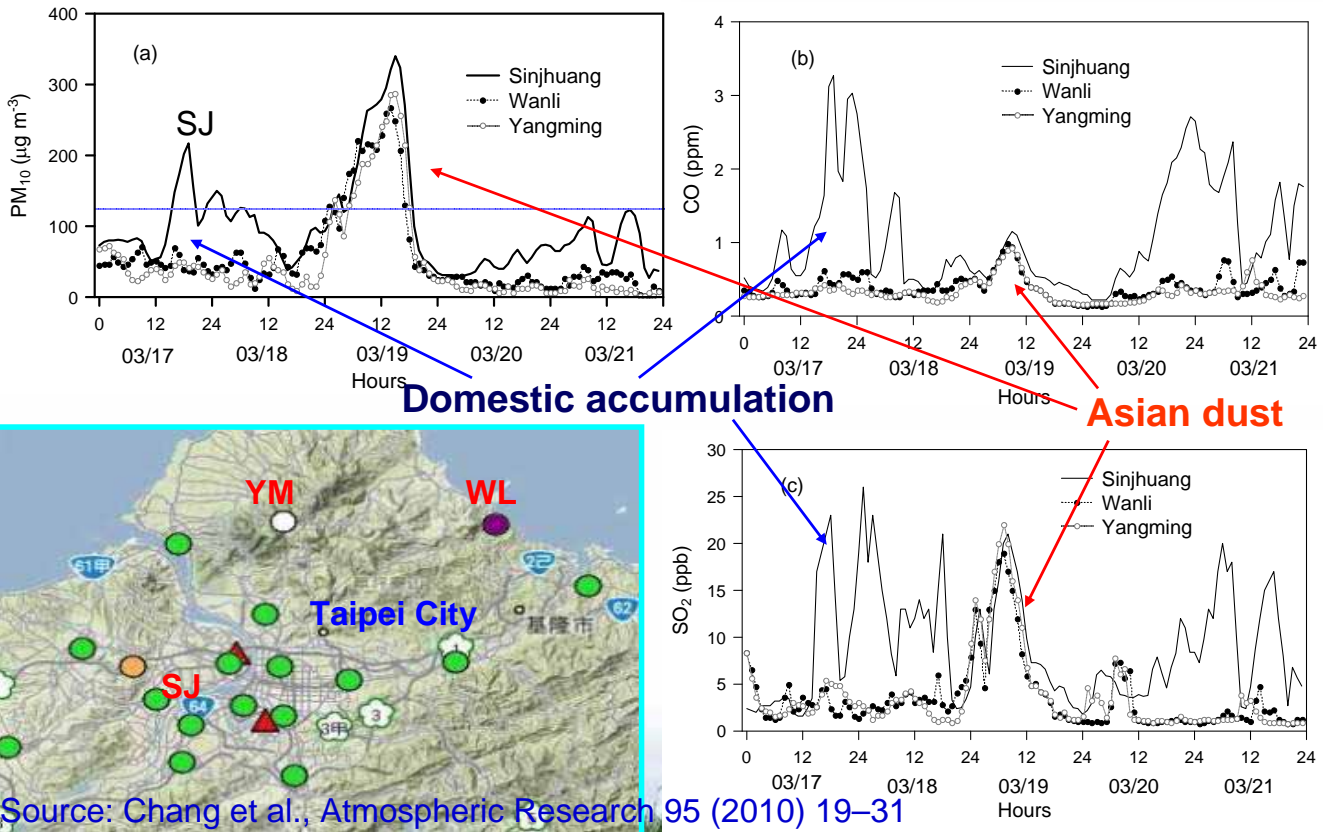 400
300
200
100
0
PM10 (µg m-3)
(a)
Sinjhuang
Wanli
Yangming
SJ
0 12 24 12 24 12 24 12 24 12 24
03/17 03/18 03/19 03/20 03/21
Hours
4
3
2
1
0
CO (ppm)
(b)
Sinjhuang
Wanli
Yangming
0 12 24 12 24 12 24 12 24 12 24
03/17 03/18 03/19 03/20 03/21
Hours
Domestic accumulation
Asian dust
YM
WL
61甲
2己
62
Taipei City
基隆市
1
SJ
64
3
3甲
30
25
20
15
10
5
0
SO2 (ppb)
(c)
Sinjhuang
Wanli
Yangming
0 12 24 12 24 12 24 12 24 12 24
03/17 03/18 03/19 03/20 03/21
Hours
Source: Chang et al., Atmospheric Research 95 (2010) 19–31